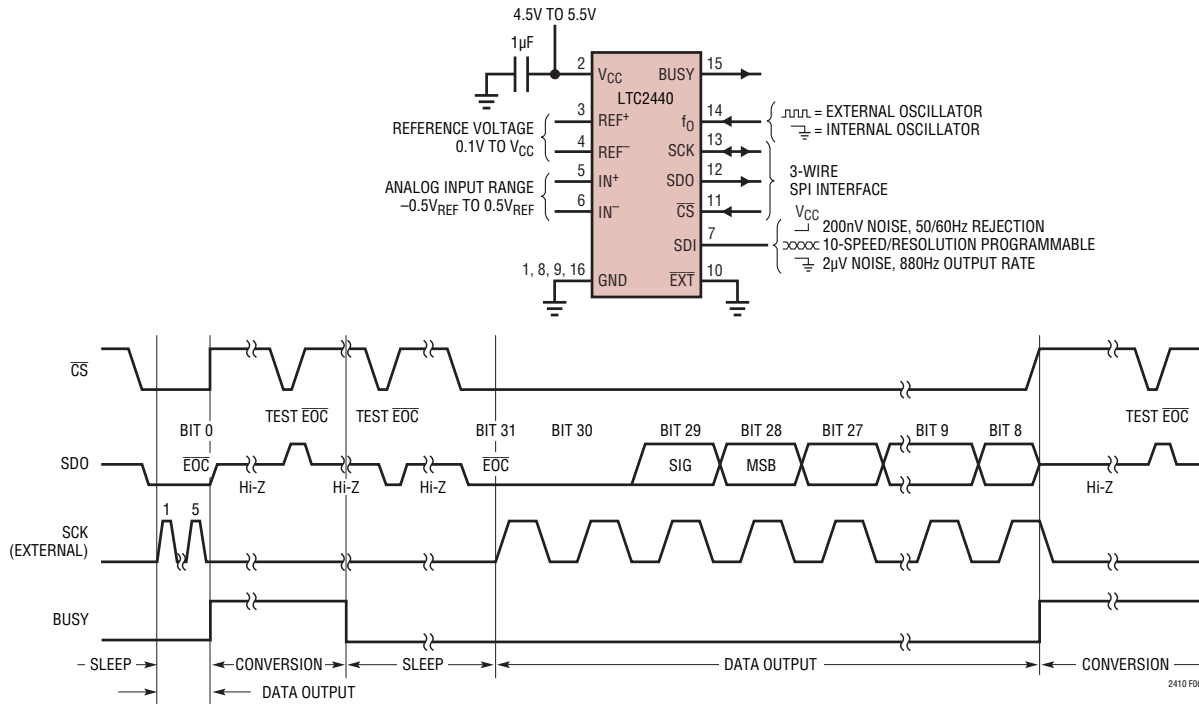 4.5V TO 5.5V
1µF
2 VCC BUSY 15
LTC2440
3 REF+ fO 14 = EXTERNAL OSCILLATOR
= INTERNAL OSCILLATOR
REFERENCE VOLTAGE
0.1V TO VCC
4 REF– SCK 13
5 IN+ SDO 12 3-WIRE
SPI INTERFACE
ANALOG INPUT RANGE
–0.5VREF TO 0.5VREF
6 IN– CS 11
VCC
200nV NOISE, 50/60Hz REJECTION
SDI 7 10-SPEED/RESOLUTION PROGRAMMABLE
2µV NOISE, 880Hz OUTPUT RATE
1, 8, 9, 16 GND EXT 10
CS
TEST EOC TEST EOC TEST EOC
BIT 0 BIT 31 BIT 30 BIT 29 BIT 28 BIT 27 BIT 9 BIT 8
SDO EOC EOC SIG MSB
Hi-Z Hi-Z Hi-Z Hi-Z
1 5
SCK
(EXTERNAL)
BUSY
SLEEP CONVERSION SLEEP DATA OUTPUT CONVERSION
DATA OUTPUT